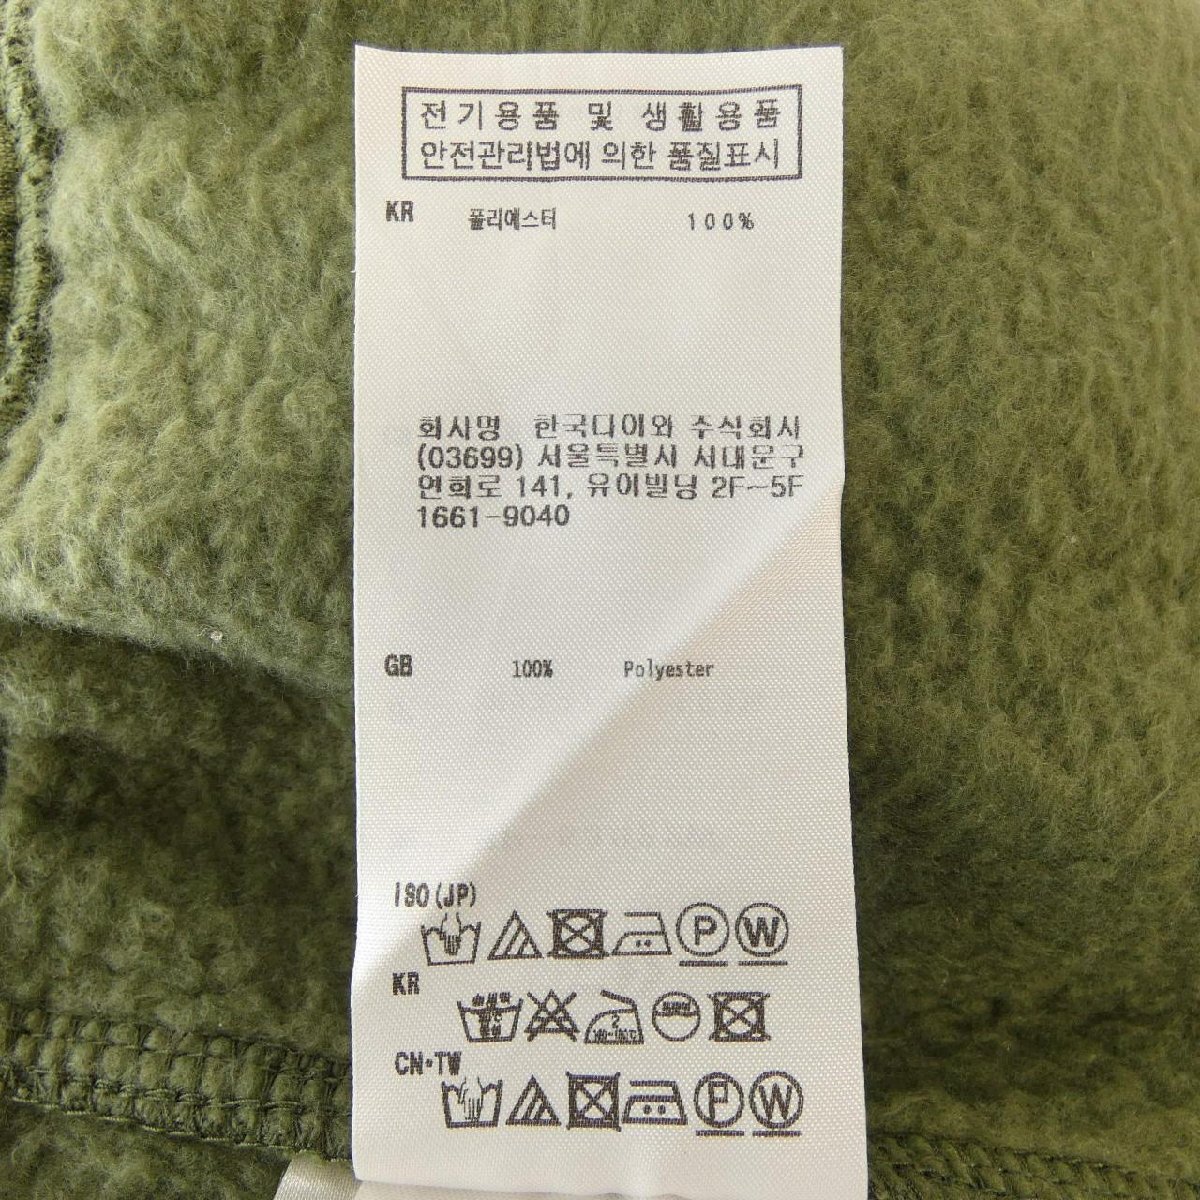 전기용품 및 생활용품
안전관리법에 의한 품질표시
KR 폴리에스터 100%
회사명 한국다이와 주식회사
(03699) 서울특별시 서대문구
연희로 141, 유이빌딩 2F-5F
1661-9040
GB 100% Polyester
ISO(JP)
P W
KR
CN·TW
P W